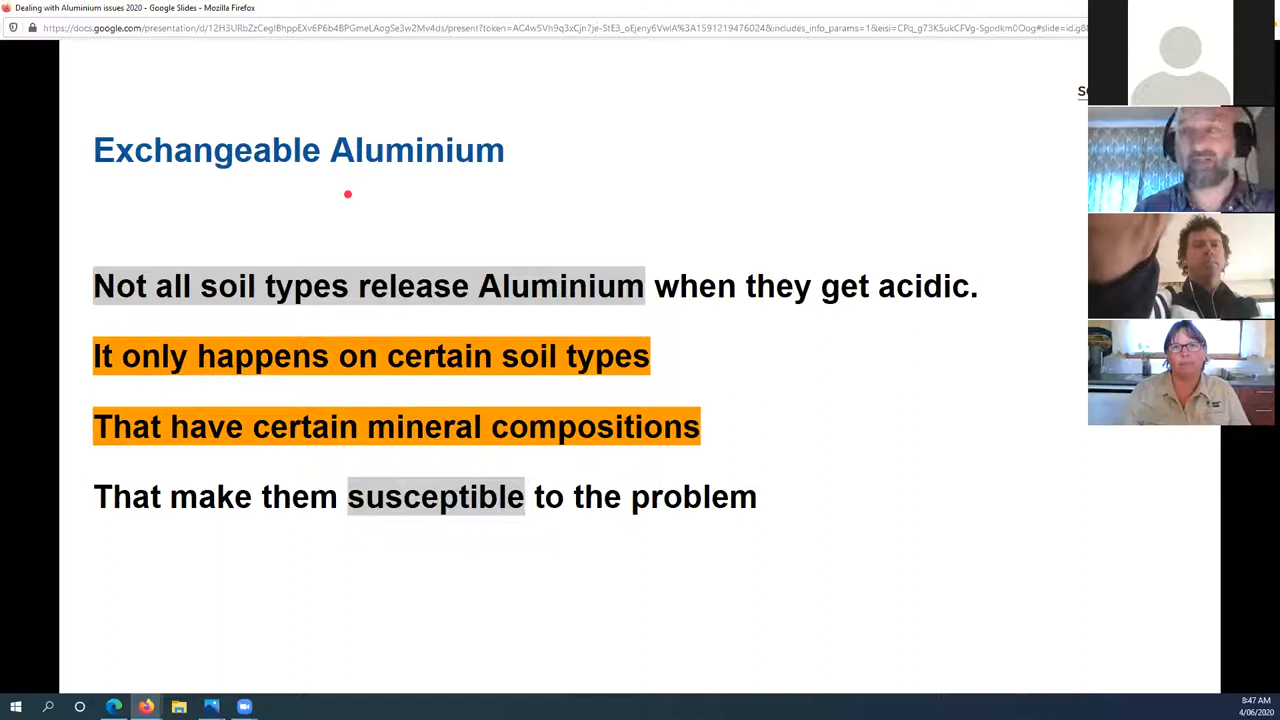 Dealing with Aluminium issues 2020 - Google Slides - Mozilla Firefox
Exchangeable Aluminium
Not all soil types release Aluminium when they get acidic.
It only happens on certain soil types
That have certain mineral compositions
That make them susceptible to the problem
8:47 AM
4/06/2020